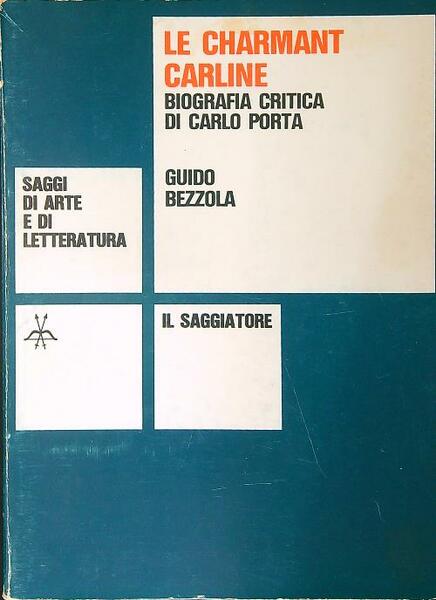 LE CHARMANT
CARLINE
BIOGRAFIA CRITICA
DI CARLO PORTA
GUIDO
BEZZOLA
SAGGI
DI ARTE
E DI
LETTERATURA
IL SAGGIATORE